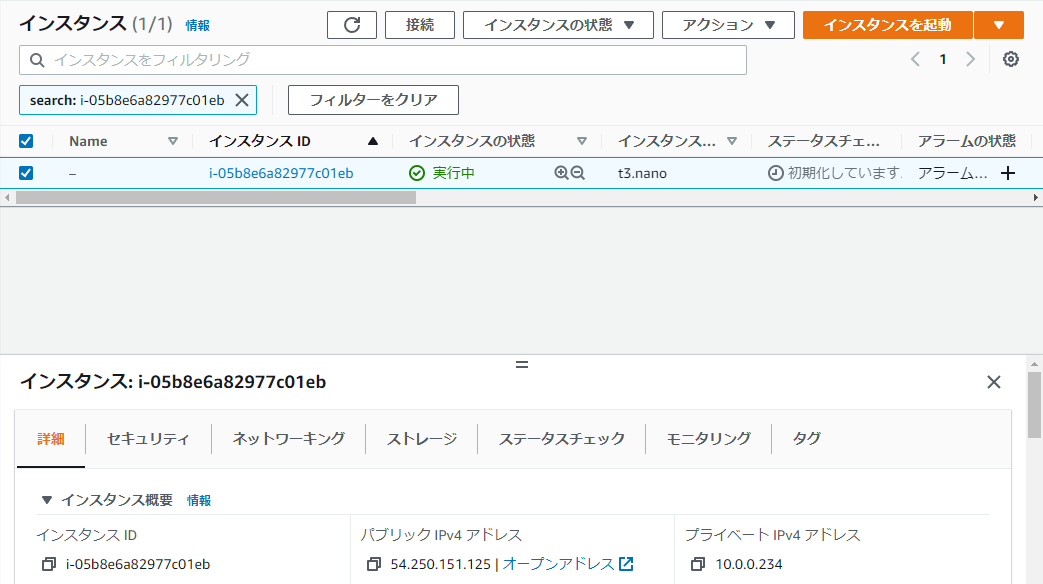 インスタンス (1/1) 情報 接続 インスタンスの状態 アクション インスタンスを起動
インスタンスをフィルタリング 1
search: i-05b8e6a82977c01eb フィルターをクリア
Name インスタンス ID インスタンスの状態 インスタンス... ステータスチェ... アラームの状態
– i-05b8e6a82977c01eb 実行中 t3.nano 初期化しています. アラーム...
インスタンス: i-05b8e6a82977c01eb
詳細 セキュリティ ネットワーキング ストレージ ステータスチェック モニタリング タグ
インスタンス概要 情報
インスタンス ID パブリック IPv4 アドレス プライベート IPv4 アドレス
i-05b8e6a82977c01eb 54.250.151.125 | オープンアドレス 10.0.0.234